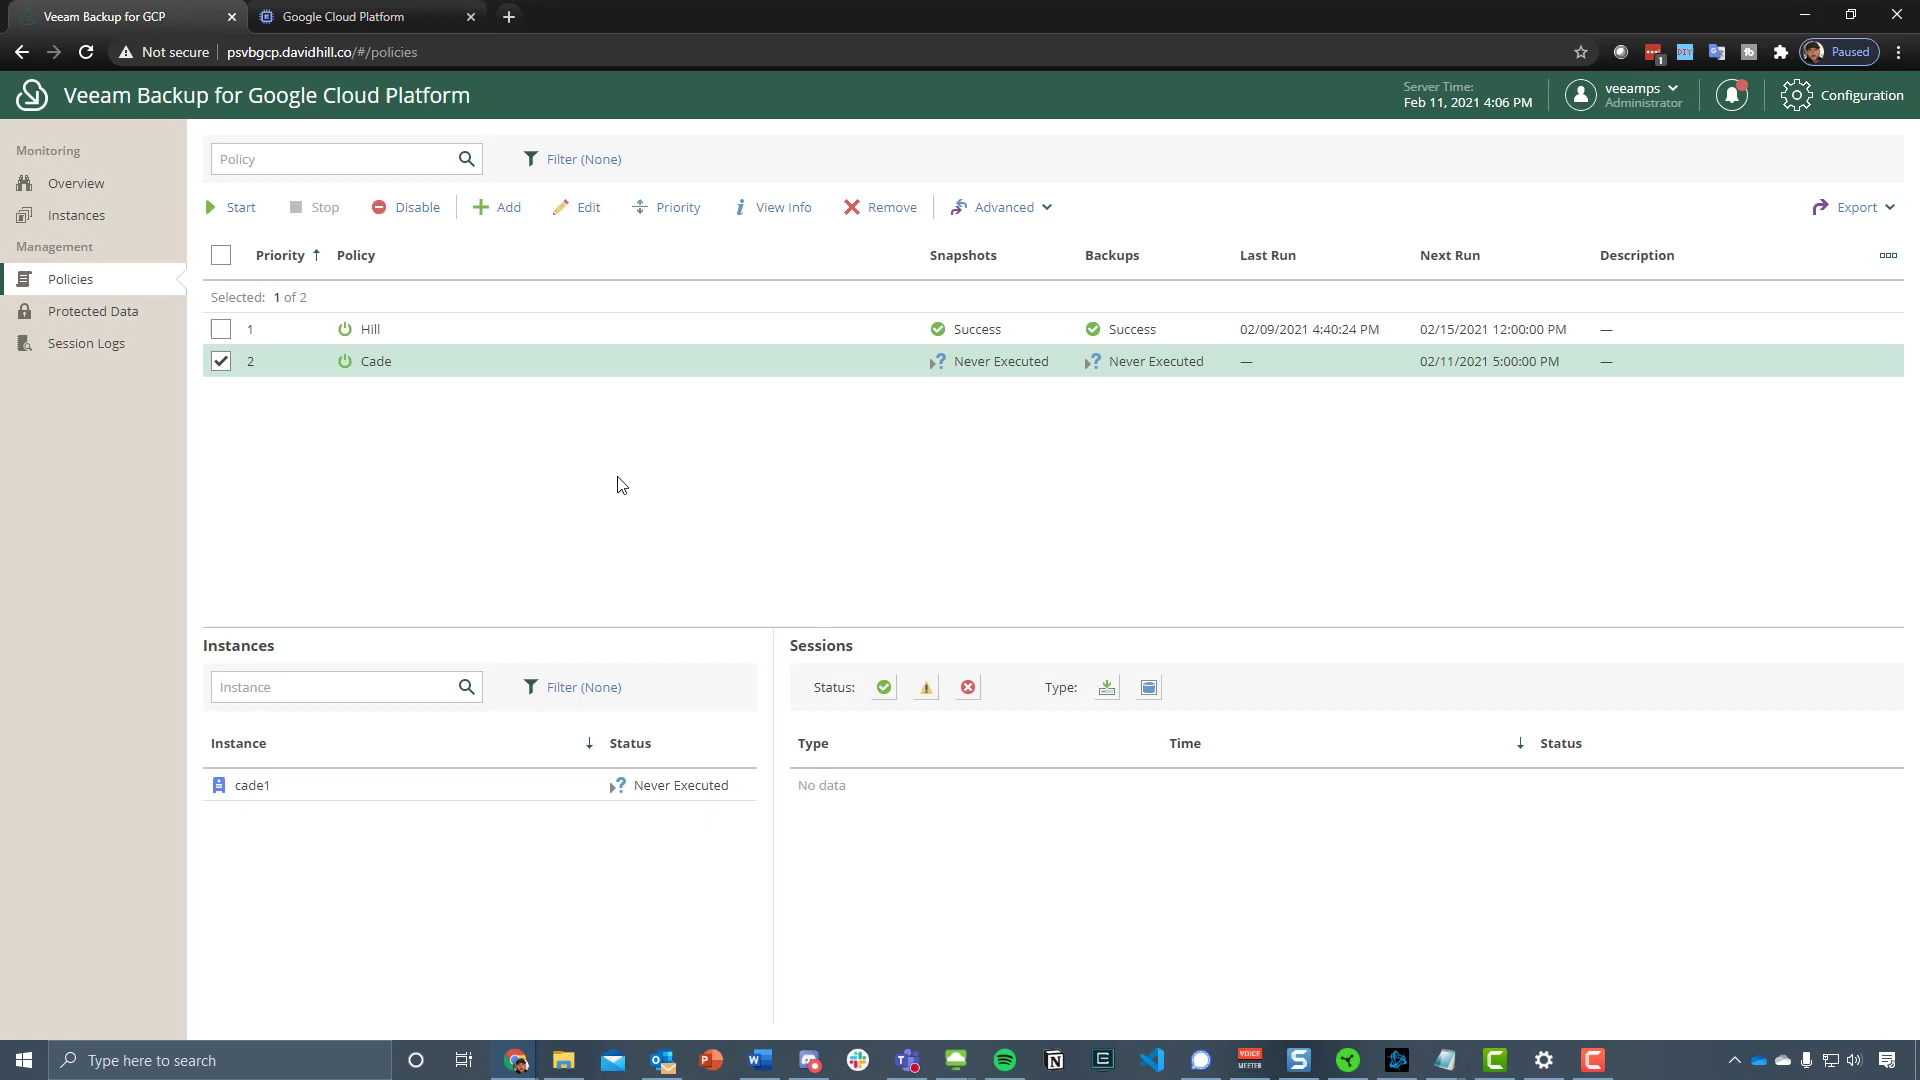 Veeam Backup for GCP
Google Cloud Platform
Not secure
psvbgcp.davidhill.co/#/policies
1
DIY
Paused
Veeam Backup for Google Cloud Platform
Server Time:
Feb 11, 2021 4:06 PM
veeamps
Administrator
Configuration
Monitoring
Overview
Instances
Management
Policies
Protected Data
Session Logs
Policy
Filter (None)
Start
Stop
Disable
Add
Edit
Priority
View Info
Remove
Advanced
Export
Priority
Policy
Snapshots
Backups
Last Run
Next Run
Description
Selected: 1 of 2
1 Hill Success Success 02/09/2021 4:40:24 PM 02/15/2021 12:00:00 PM —
2 Cade Never Executed Never Executed — 02/11/2021 5:00:00 PM —
Instances
Instance
Filter (None)
Instance
Status
cade1
Never Executed
Sessions
Status:
Type:
Type
Time
Status
No data
Type here to search
VOICE
MEETER